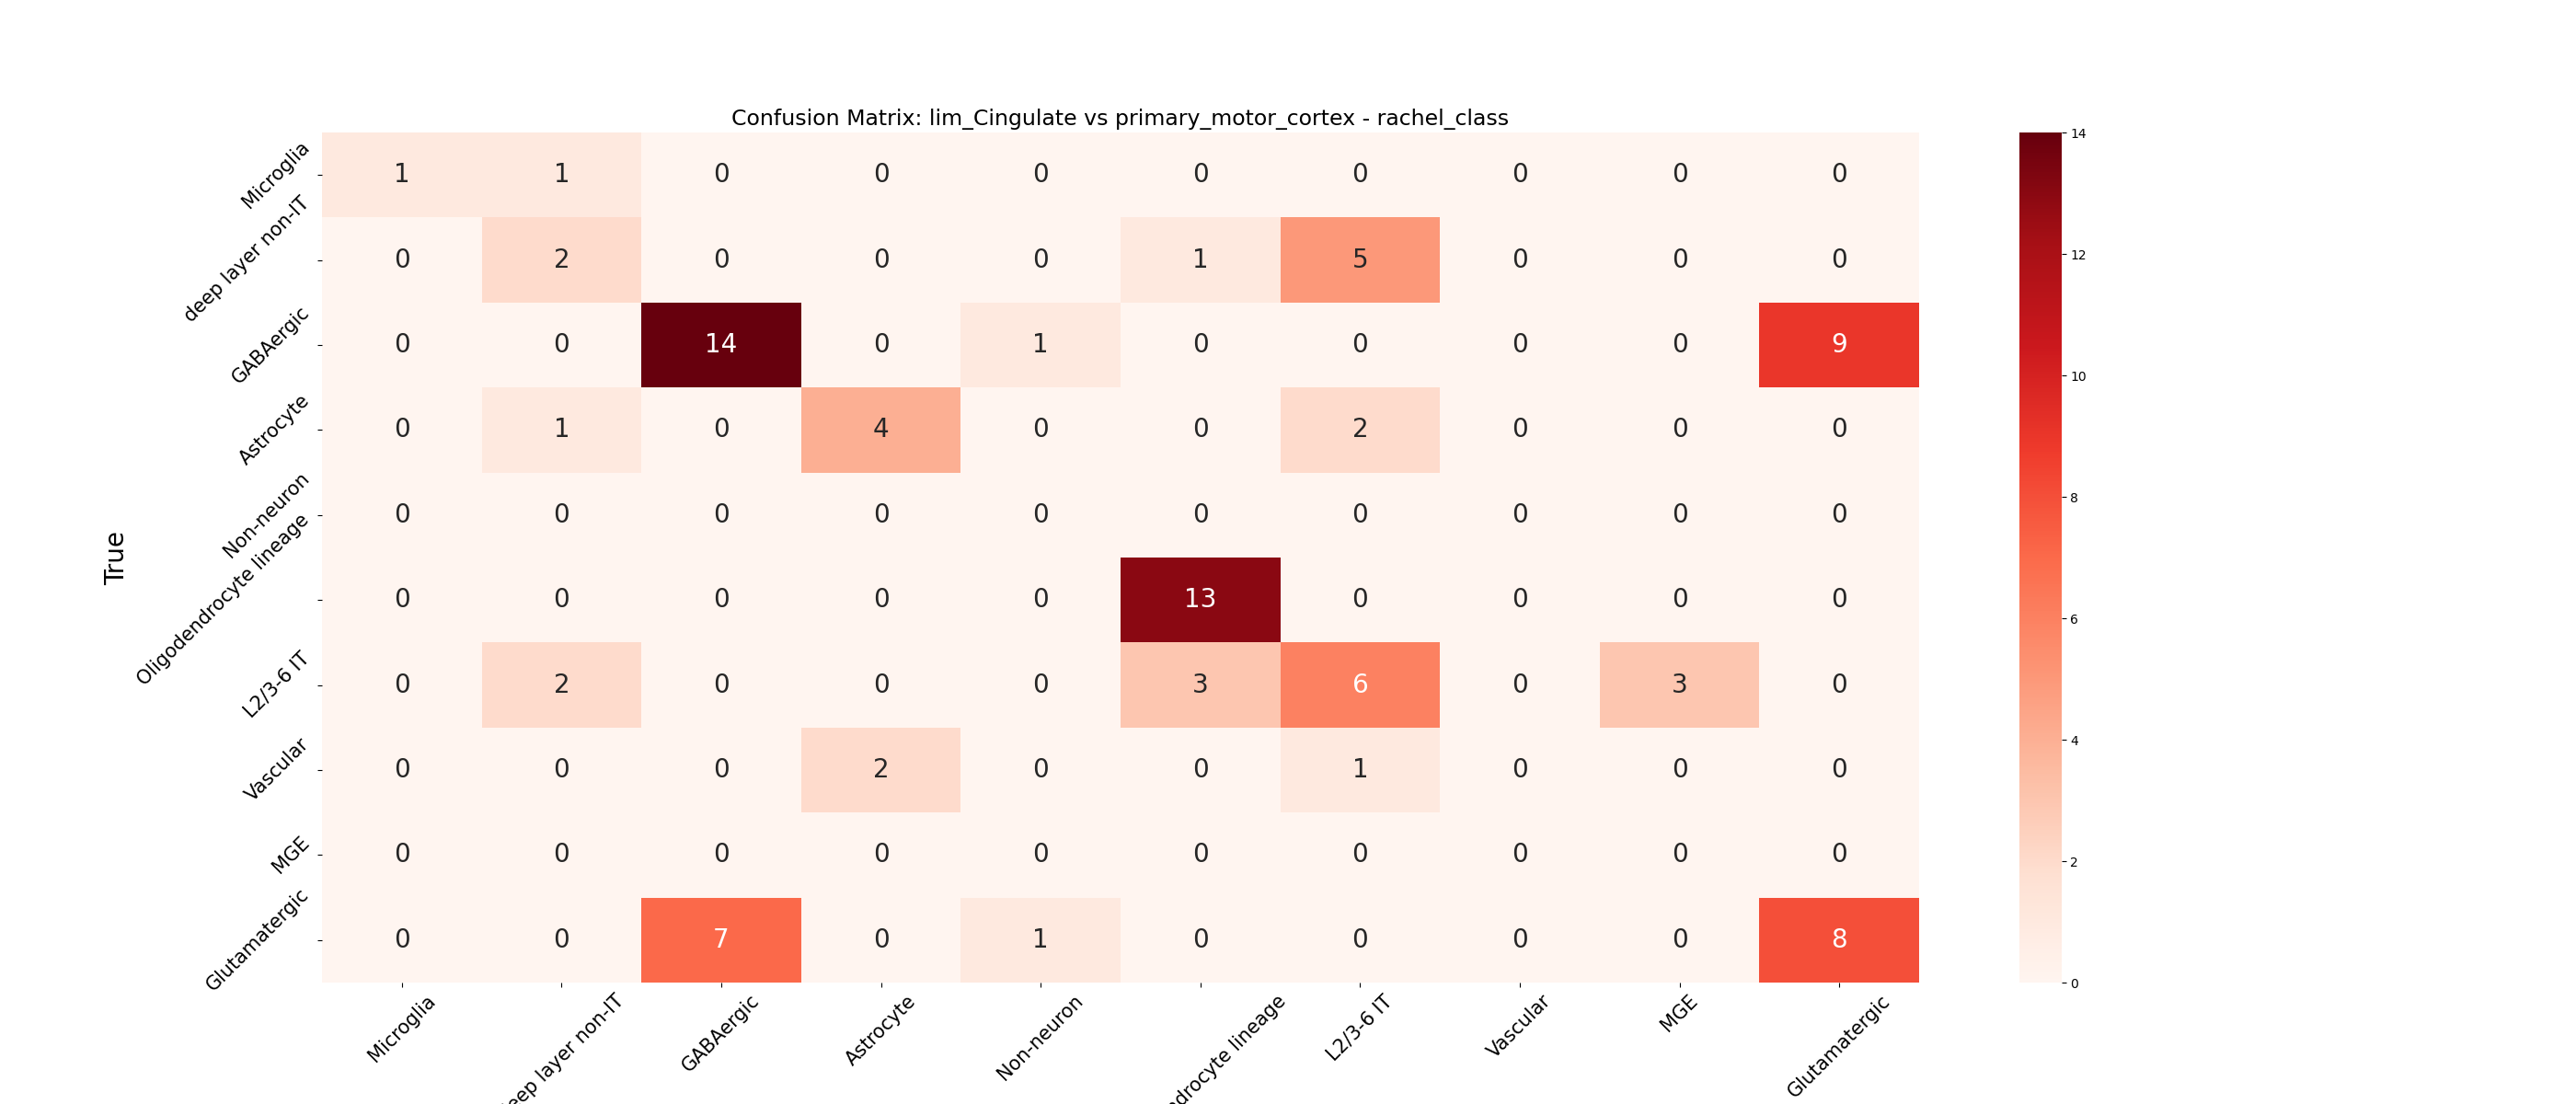 Confusion Matrix: lim_Cingulate vs primary_motor_cortex - rachel_class
True
Microglia 1 1 0 0 0 0 0 0 0 0
deep layer non-IT 0 2 0 0 0 1 5 0 0 0
GABAergic 0 0 14 0 1 0 0 0 0 9
Astrocyte 0 1 0 4 0 0 2 0 0 0
Non-neuron 0 0 0 0 0 0 0 0 0 0
Oligodendrocyte lineage 0 0 0 0 0 13 0 0 0 0
L2/3-6 IT 0 2 0 0 0 3 6 0 3 0
Vascular 0 0 0 2 0 0 1 0 0 0
MGE 0 0 0 0 0 0 0 0 0 0
Glutamatergic 0 0 7 0 1 0 0 0 0 8
Microglia
eep layer non-IT
GABAergic
Astrocyte
Non-neuron
drocyte lineage
L2/3-6 IT
Vascular
MGE
Glutamatergic
14
12
10
8
6
4
2
0